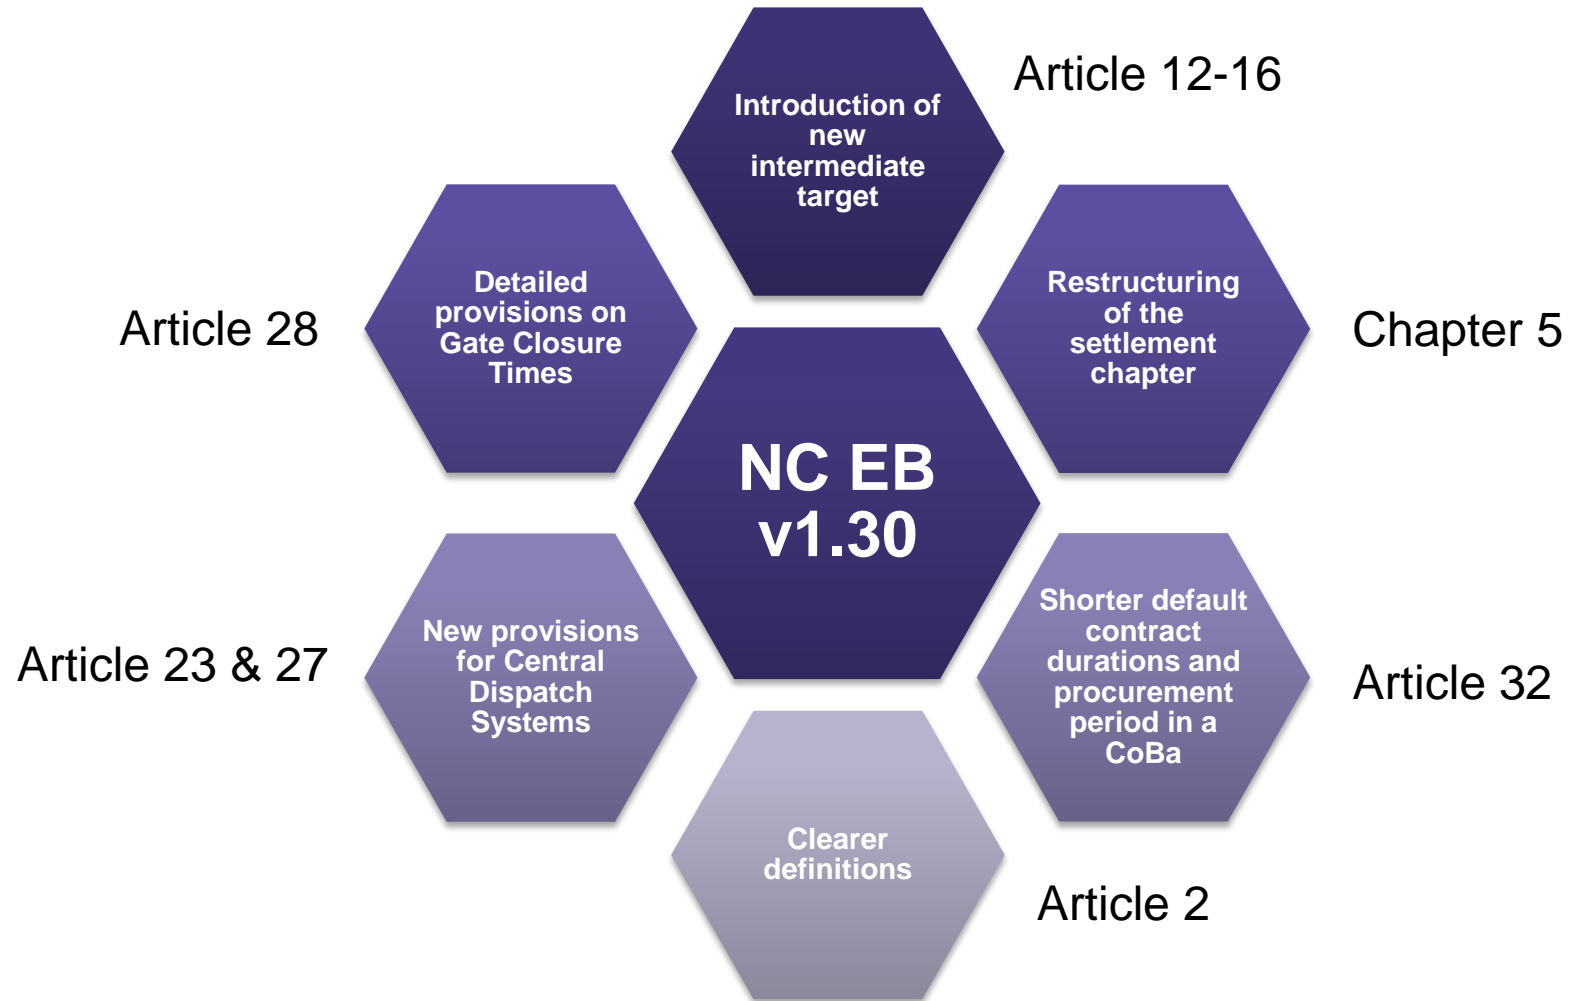 Introduction of
new
intermediate
target
Article 12-16
Restructuring
of the
settlement
chapter
Chapter 5
Shorter default
contract
durations and
procurement
period in a
CoBa
Article 32
Clearer
definitions
Article 2
New provisions
for Central
Dispatch
Systems
Article 23 & 27
Detailed
provisions on
Gate Closure
Times
Article 28
NC EB
v1.30